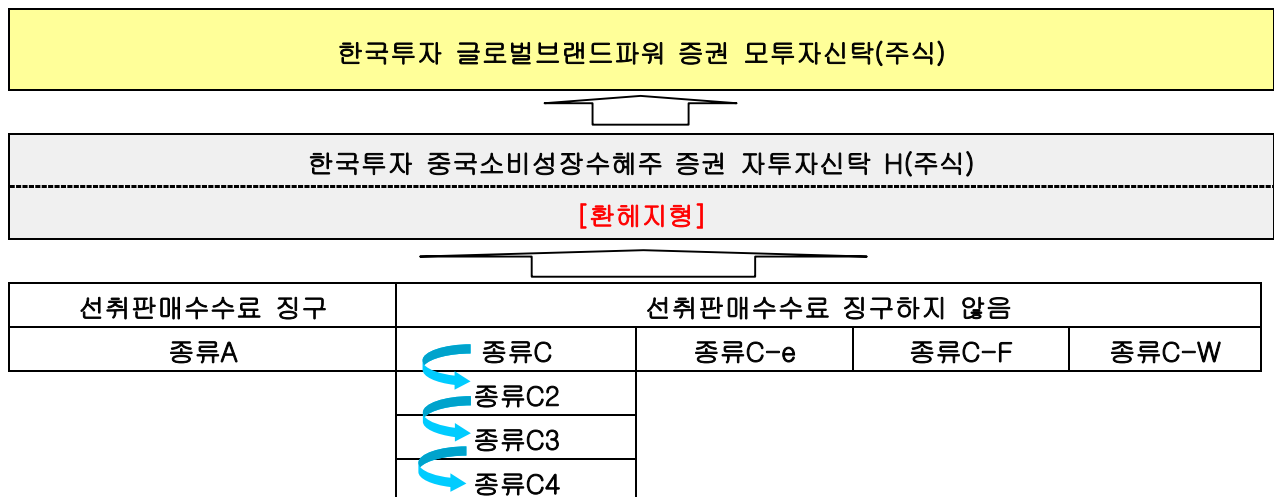 한국투자 글로벌브랜드파워 증권 모투자신탁(주식)
한국투자 중국소비성장수혜주 증권 자투자신탁 H(주식)
[환헤지형]
선취판매수수료 징구
선취판매수수료 징구하지 않음
종류A
종류C
종류C-e
종류C-F
종류C-W
종류C2
종류C3
종류C4